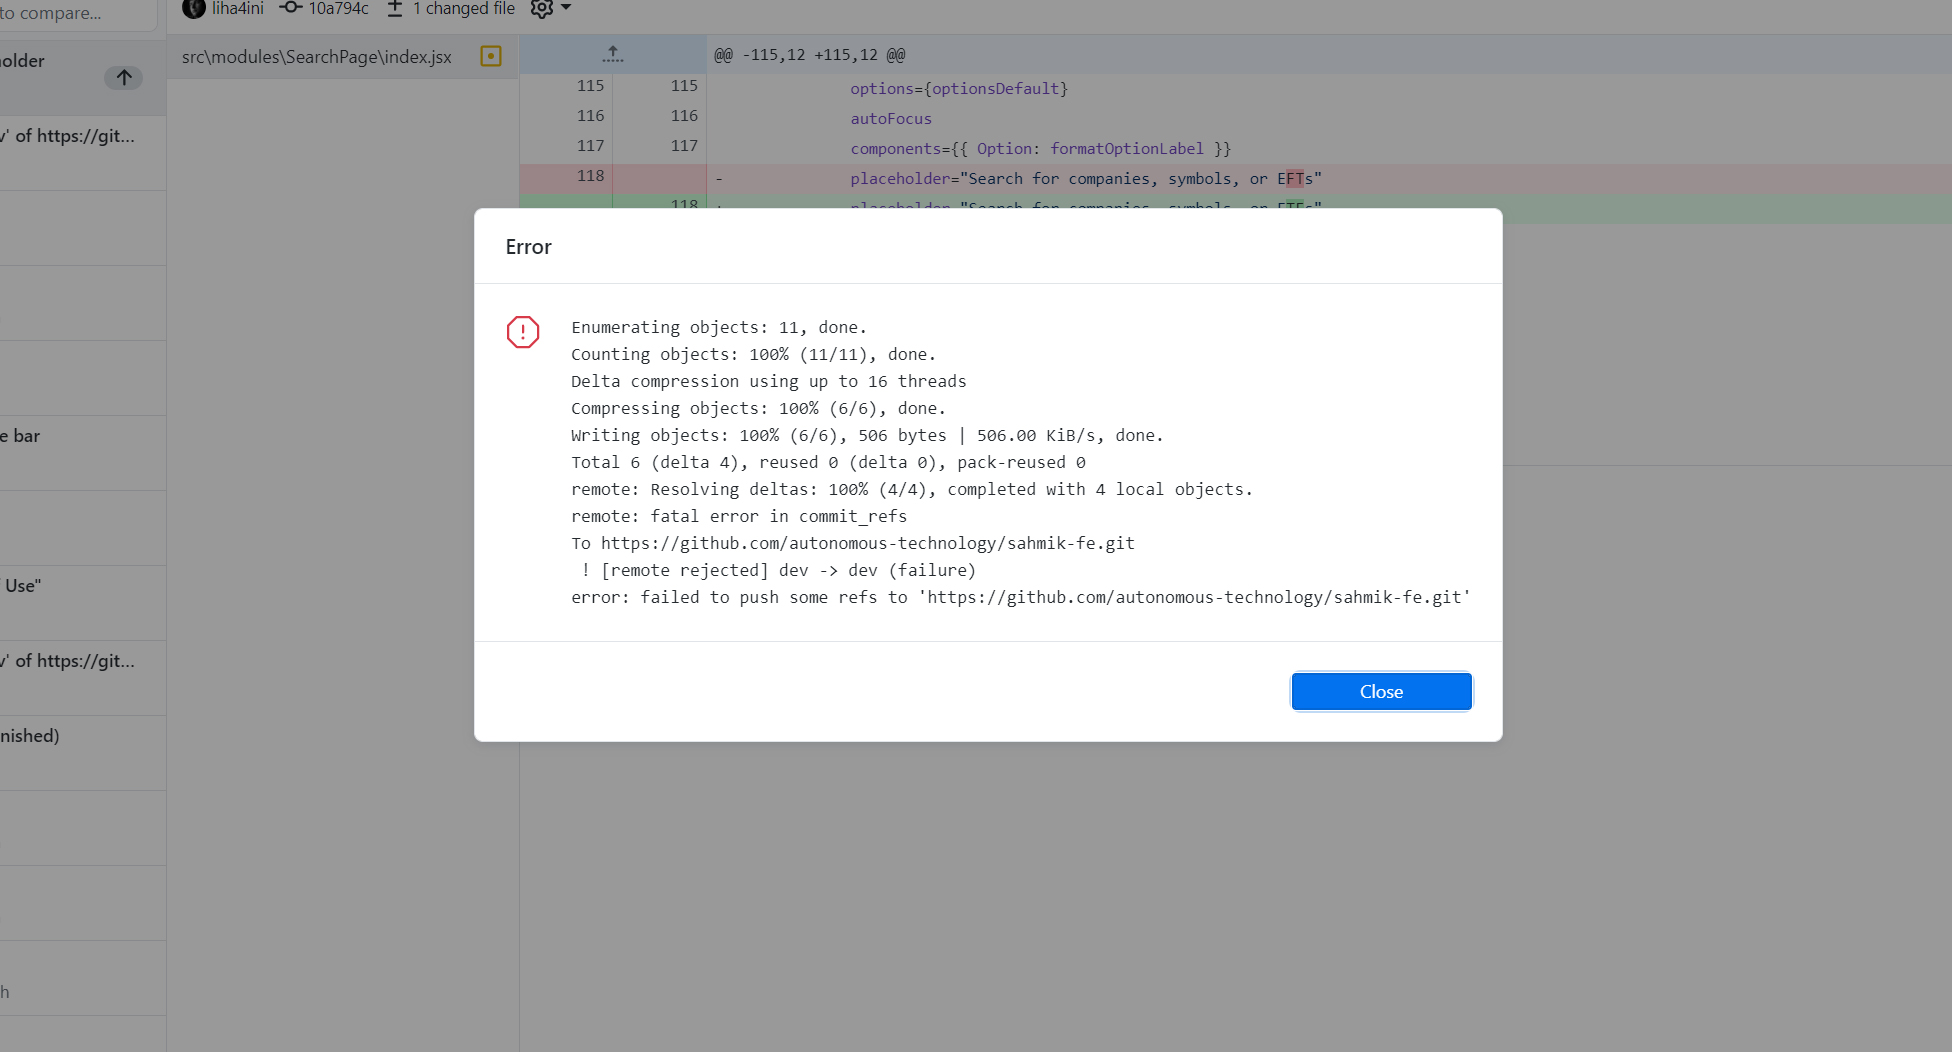 to compare...
liha4ini 10a794c 1 changed file
older
v' of https://git...
e bar
Use"
v' of https://git...
nished)
h
src\modules\SearchPage\index.jsx
@@ -115,12 +115,12 @@
115 115 options={optionsDefault}
116 116 autoFocus
117 117 components={{ Option: formatOptionLabel }}
118 - placeholder="Search for companies, symbols, or EFTs"
118 + placeholder="Search for companies, symbols, or ETFs"
Error
Enumerating objects: 11, done.
Counting objects: 100% (11/11), done.
Delta compression using up to 16 threads
Compressing objects: 100% (6/6), done.
Writing objects: 100% (6/6), 506 bytes | 506.00 KiB/s, done.
Total 6 (delta 4), reused 0 (delta 0), pack-reused 0
remote: Resolving deltas: 100% (4/4), completed with 4 local objects.
remote: fatal error in commit_refs
To https://github.com/autonomous-technology/sahmik-fe.git
! [remote rejected] dev -> dev (failure)
error: failed to push some refs to 'https://github.com/autonomous-technology/sahmik-fe.git'
Close